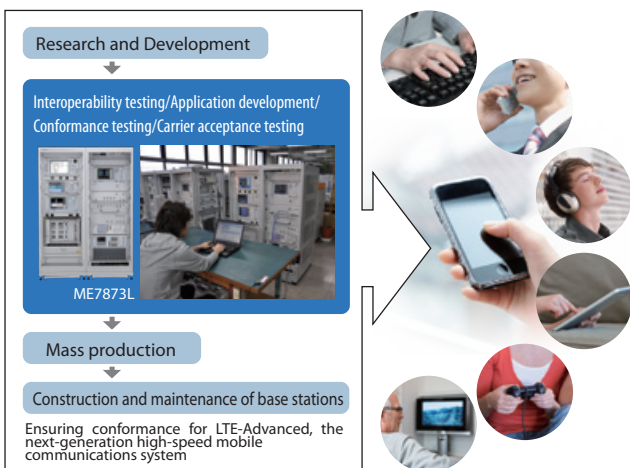 Research and Development
Interoperability testing/Application development/
Conformance testing/Carrier acceptance testing
ME7873L
Mass production
Construction and maintenance of base stations
Ensuring conformance for LTE-Advanced, the
next-generation high-speed mobile
communications system